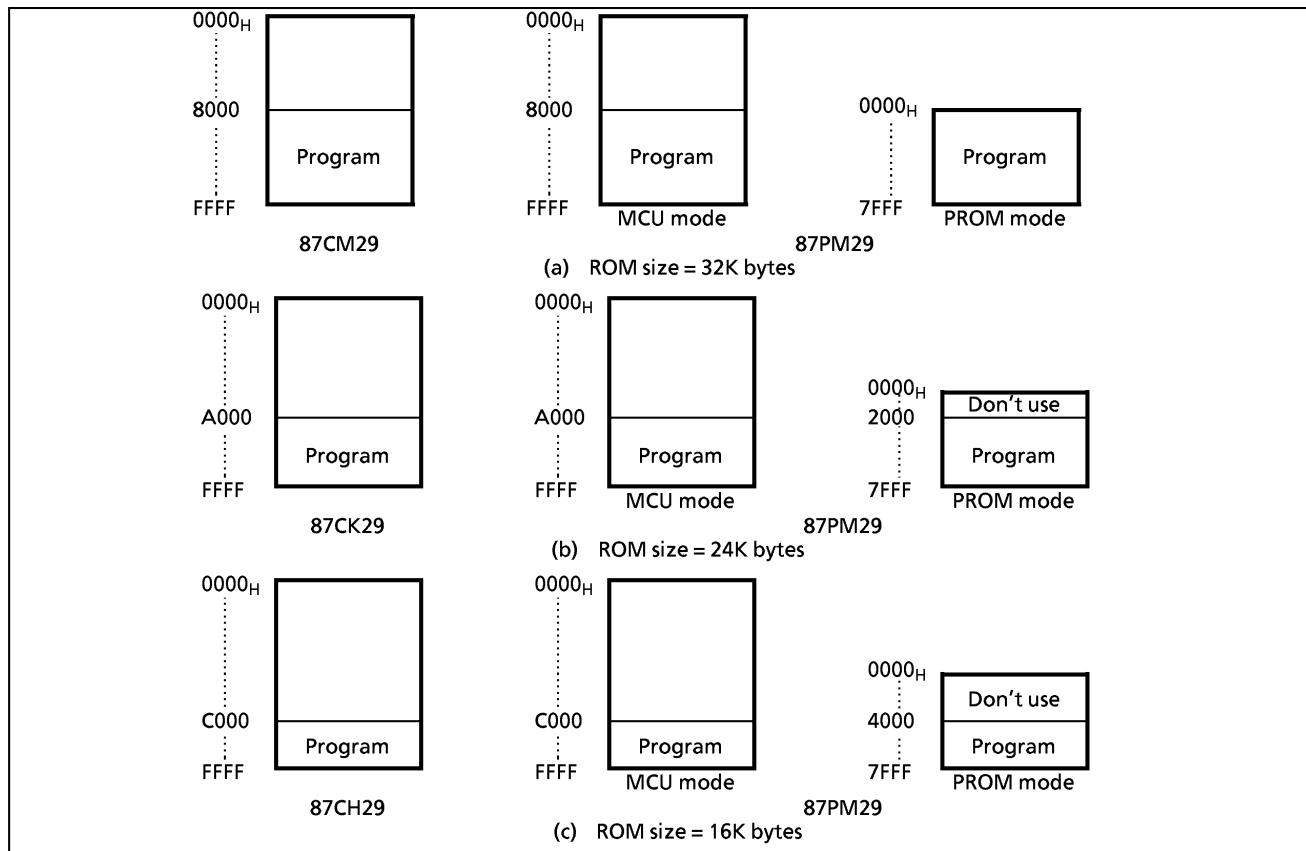 0000H 0000H
8000 8000 0000H
Program Program Program
FFFF FFFF 7FFF
MCU mode PROM mode
87CM29 87PM29
(a) ROM size = 32K bytes
0000H 0000H
0000H
Don't use
A000 A000 2000
Program Program Program
FFFF FFFF 7FFF
MCU mode PROM mode
87CK29 87PM29
(b) ROM size = 24K bytes
0000H 0000H
0000H
Don't use
C000 C000 4000
Program Program Program
FFFF FFFF 7FFF
MCU mode PROM mode
87CH29 87PM29
(c) ROM size = 16K bytes